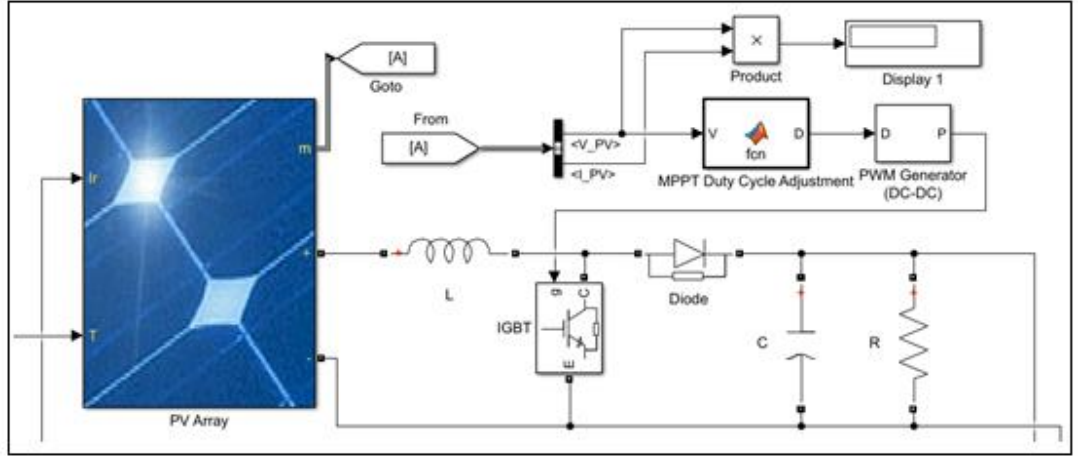 [A]
Goto
×
Product
Display 1
From
[A]
<V_PV>
<I_PV>
V
D
fcn
MPPT Duty Cycle Adjustment
D
P
PWM Generator
(DC-DC)
m
Ir
+
T
-
PV Array
L
g
C
E
IGBT
Diode
C
R